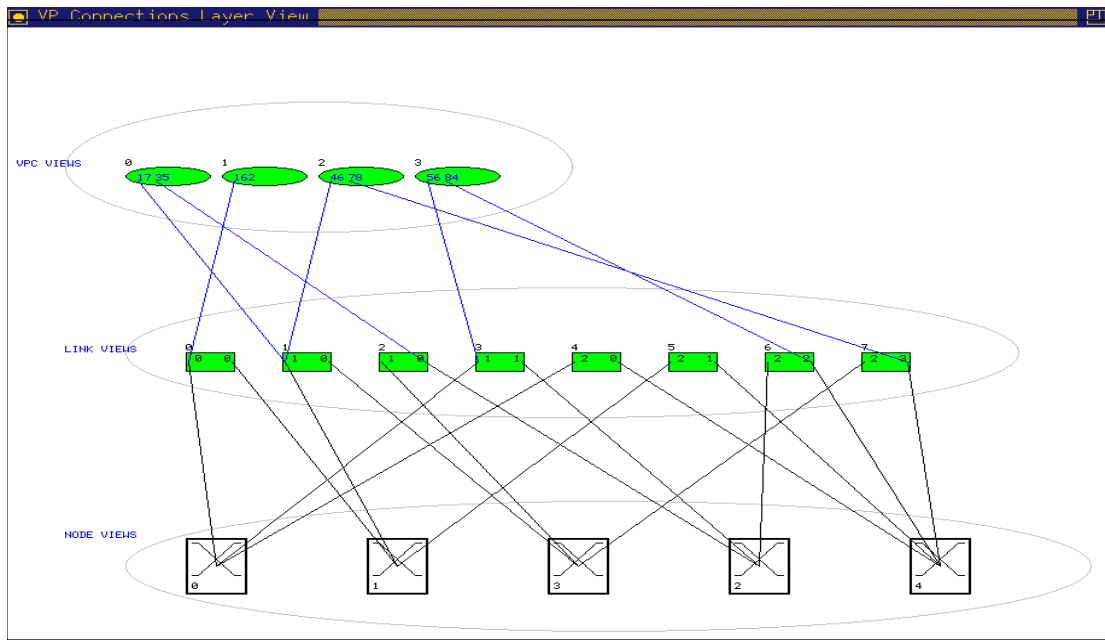 VP Connections Layer View
0 1 2 3
VPC VIEWS
17 35 162 46 78 56 84
0 1 2 3 4 5 6 7
LINK VIEWS
0 0 1 0 1 0 1 1 2 0 2 1 2 2 2 3
NODE VIEWS
0 1 3 2 4